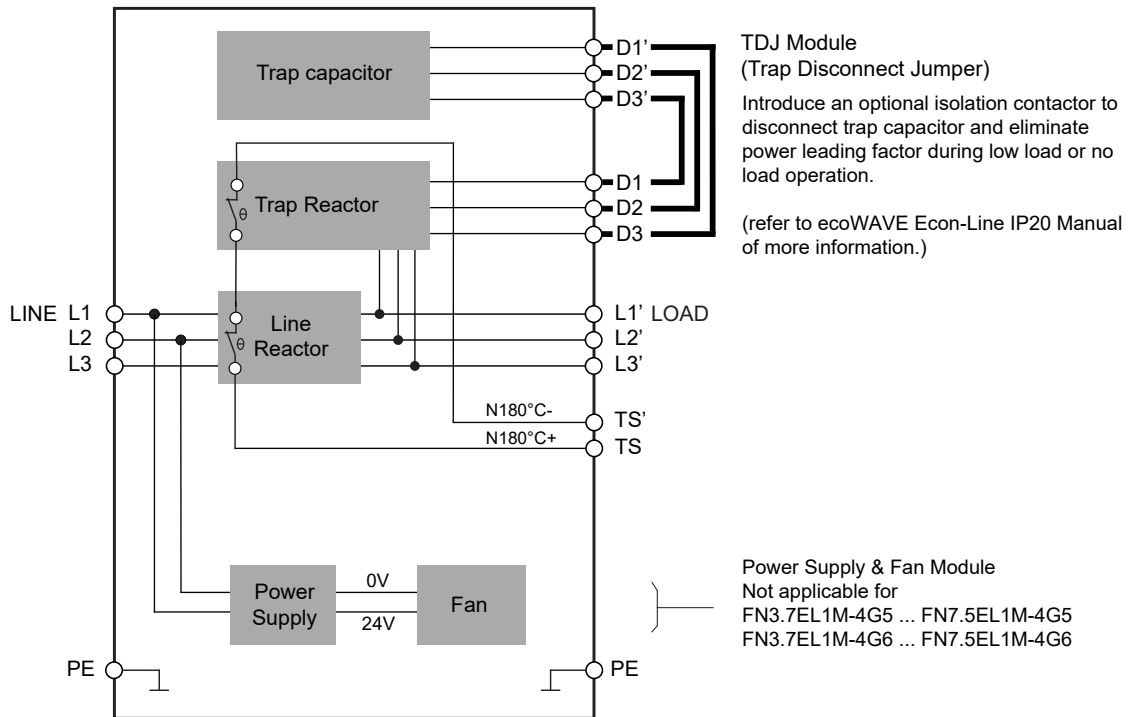 Trap capacitor
D1’
D2’
D3’
TDJ Module
(Trap Disconnect Jumper)
Introduce an optional isolation contactor to
disconnect trap capacitor and eliminate
power leading factor during low load or no
load operation.
(refer to ecoWAVE Econ-Line IP20 Manual
of more information.)
Trap Reactor
θ
D1
D2
D3
LINE L1
L2
L3
Line
Reactor
θ
L1’ LOAD
L2’
L3’
N180°C-
TS’
N180°C+
TS
Power
Supply
0V
24V
Fan
Power Supply & Fan Module
Not applicable for
FN3.7EL1M-4G5 ... FN7.5EL1M-4G5
FN3.7EL1M-4G6 ... FN7.5EL1M-4G6
PE
PE